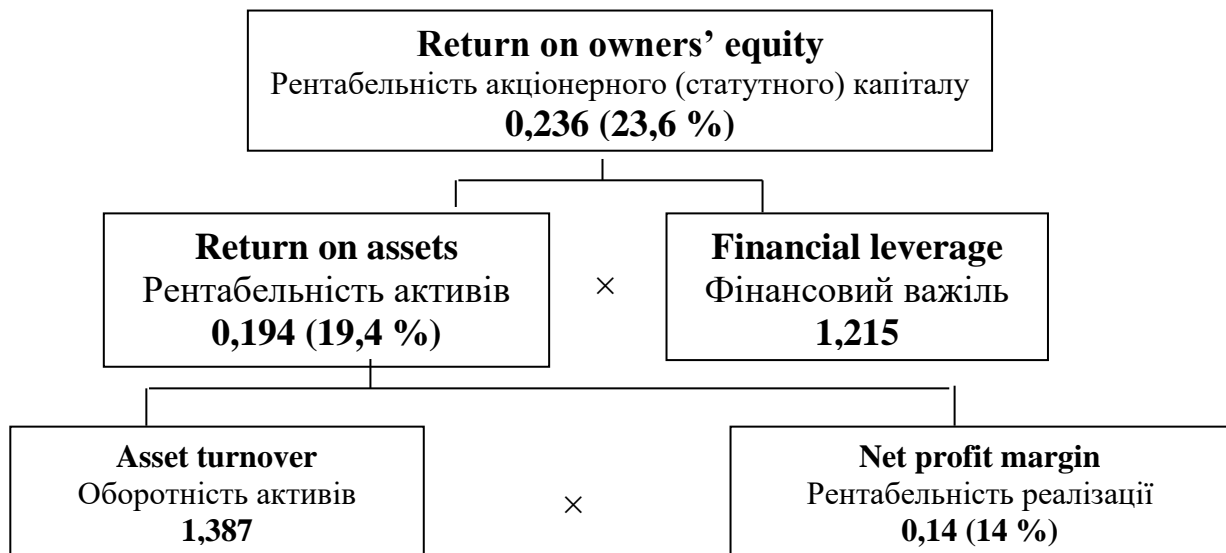 Return on owners’ equity
Рентабельність акціонерного (статутного) капіталу
0,236 (23,6 %)
Return on assets
Рентабельність активів
0,194 (19,4 %)
×
Financial leverage
Фінансовий важіль
1,215
Asset turnover
Оборотність активів
1,387
×
Net profit margin
Рентабельність реалізації
0,14 (14 %)